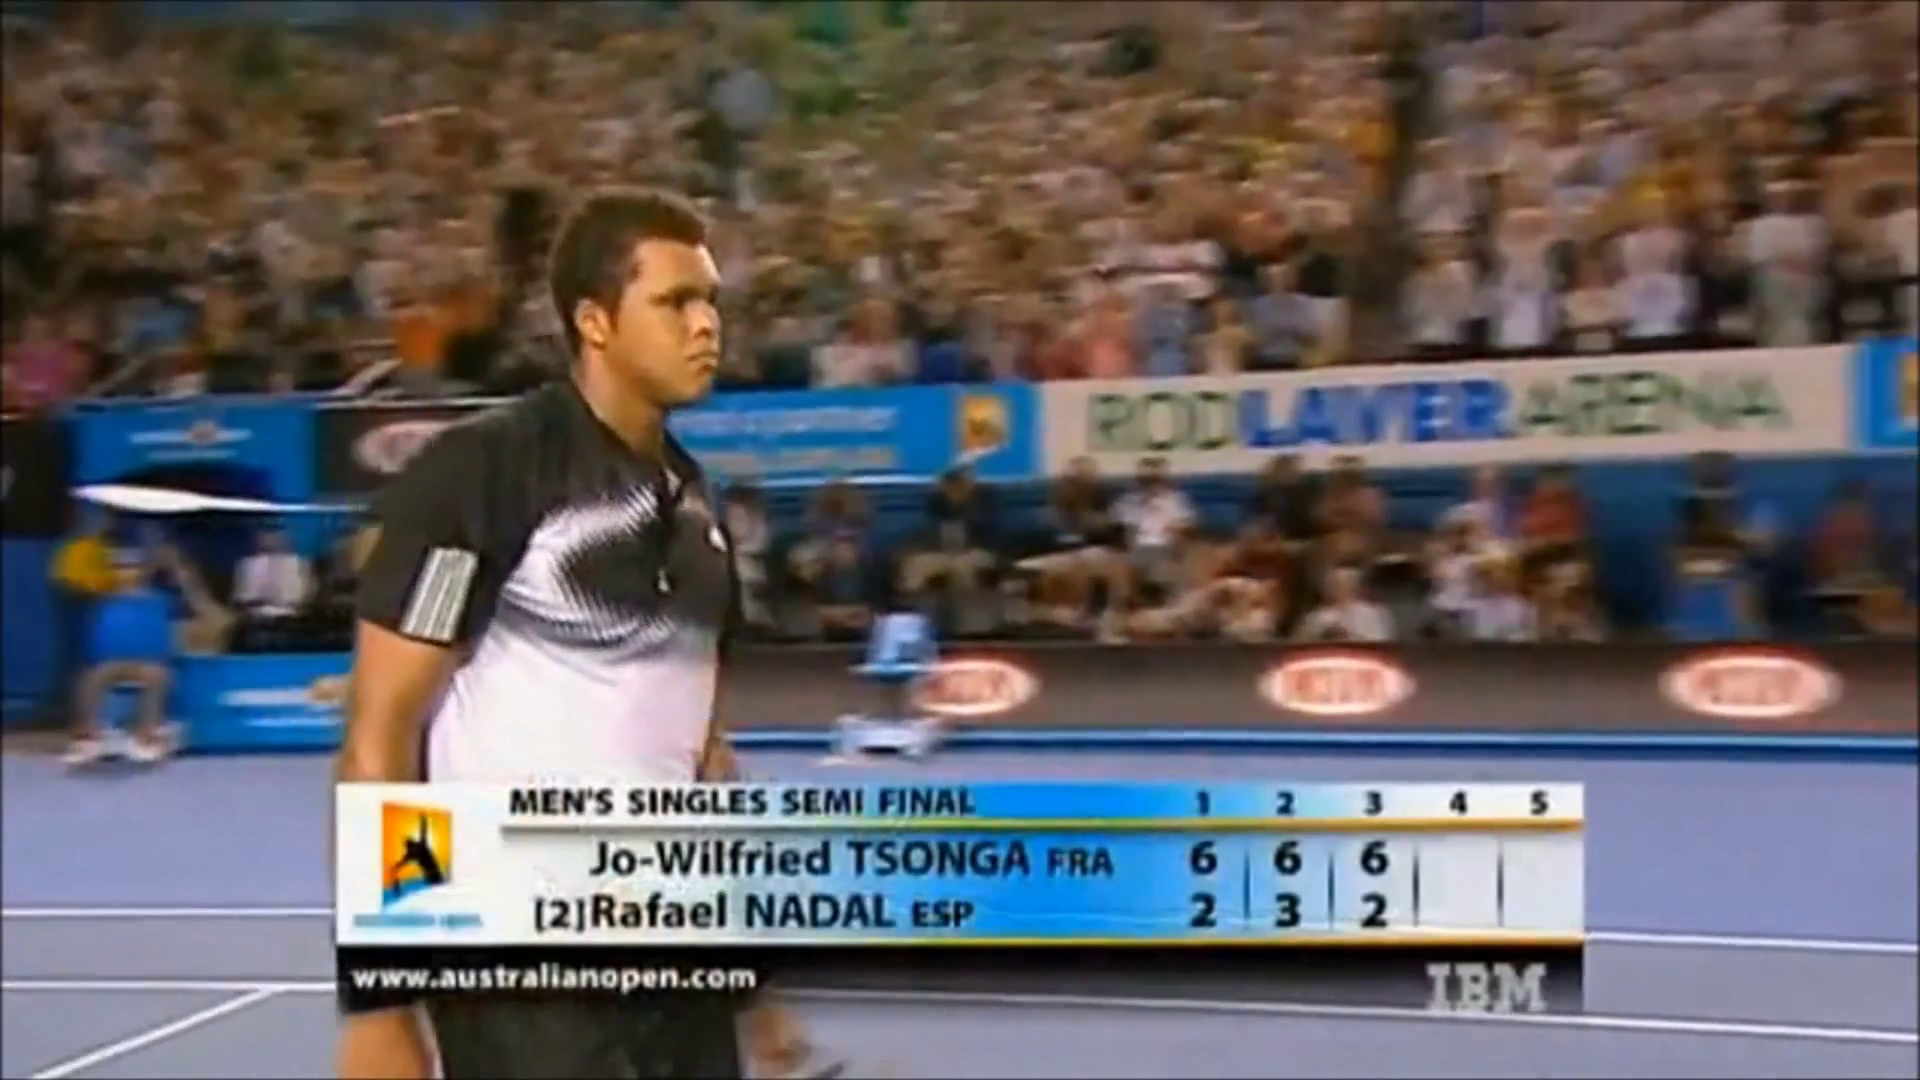 RODLAVERARENA
MEN'S SINGLES SEMI FINAL 1 2 3 4 5
Jo-Wilfried TSONGA FRA 6 6 6
[2]Rafael NADAL ESP 2 3 2
www.australianopen.com IBM